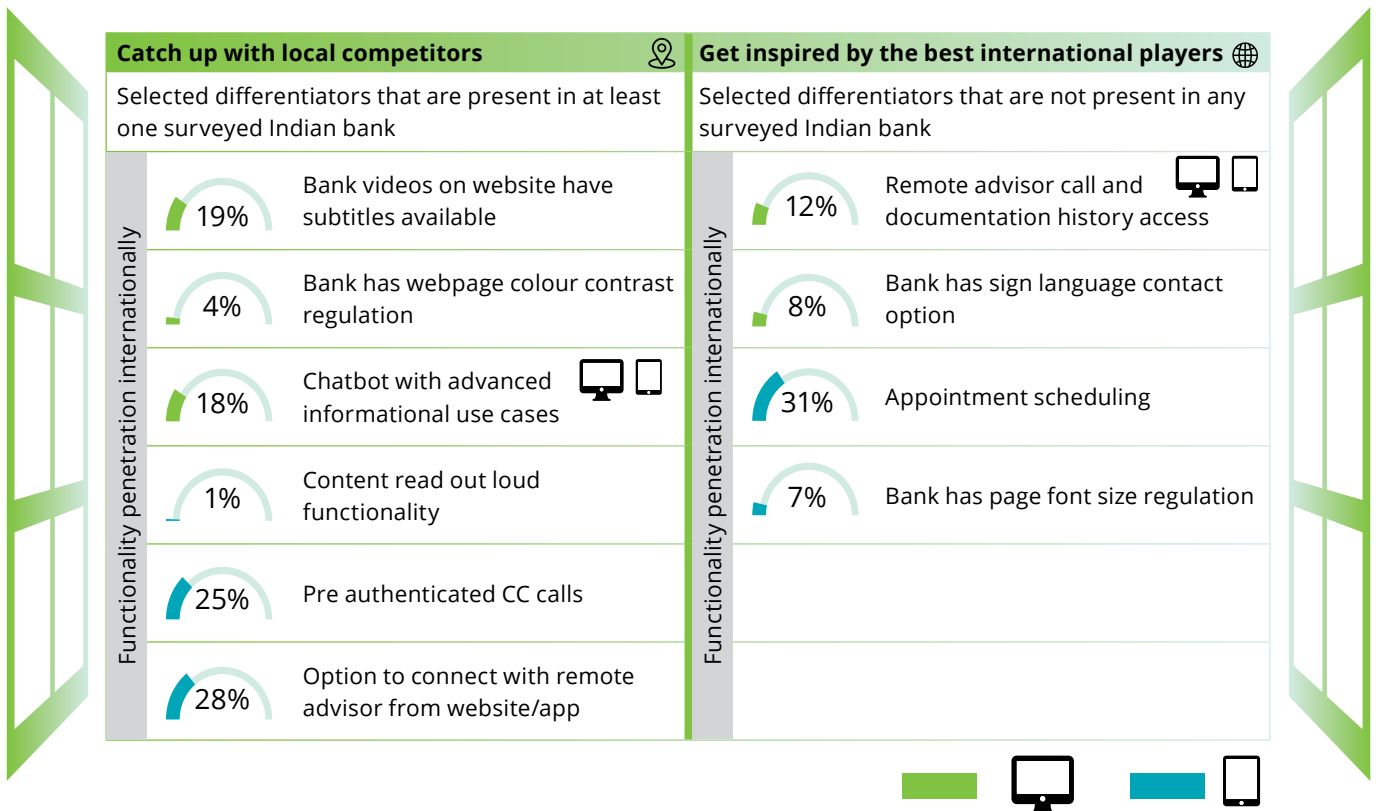 Catch up with local competitors
Selected differentiators that are present in at least
one surveyed Indian bank
Functionality penetration internationally
19%
Bank videos on website have
subtitles available
4%
Bank has webpage colour contrast
regulation
18%
Chatbot with advanced
informational use cases
1%
Content read out loud
functionality
25%
Pre authenticated CC calls
28%
Option to connect with remote
advisor from website/app
Get inspired by the best international players
Selected differentiators that are not present in any
surveyed Indian bank
Functionality penetration internationally
12%
Remote advisor call and
documentation history access
8%
Bank has sign language contact
option
31%
Appointment scheduling
7%
Bank has page font size regulation